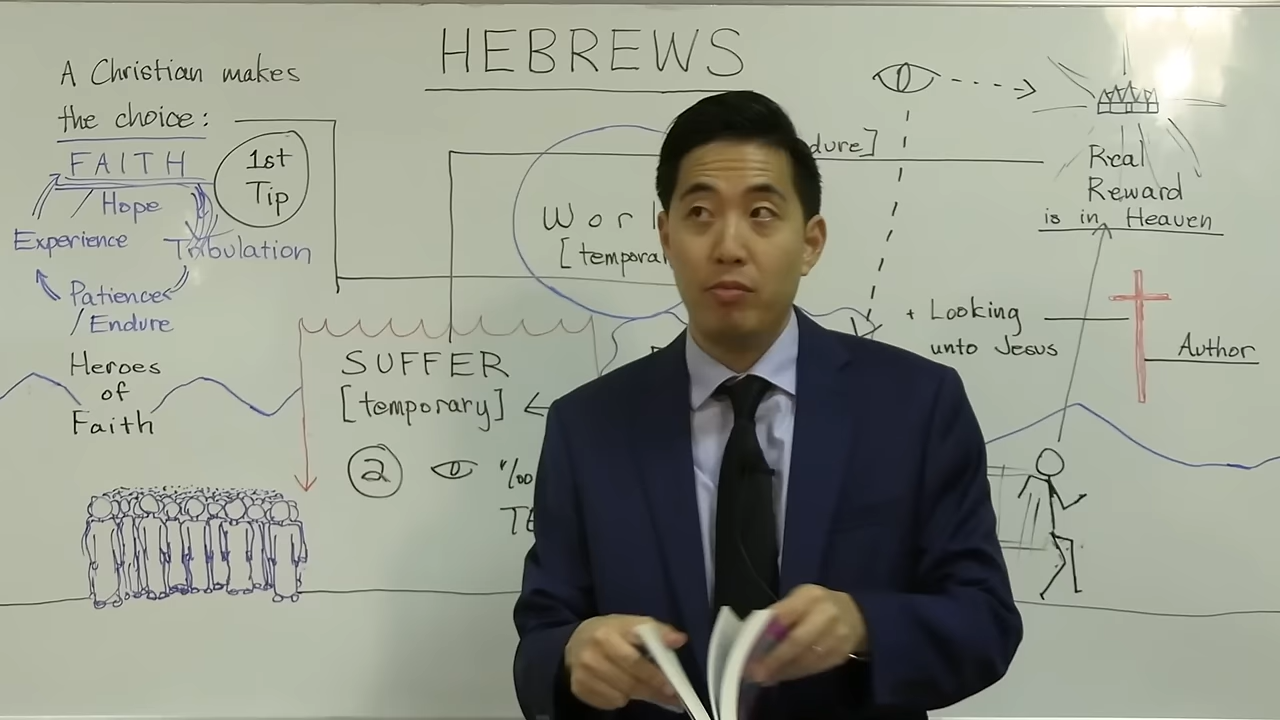 HEBREWS
A Christian makes
the choice:
FAITH
Hope
Experience
Tribulation
Patience
/Endure
1st
Tip
Heroes
of
Faith
SUFFER
[temporary]
2
Real
Reward
is in Heaven
+ Looking
unto Jesus
Author